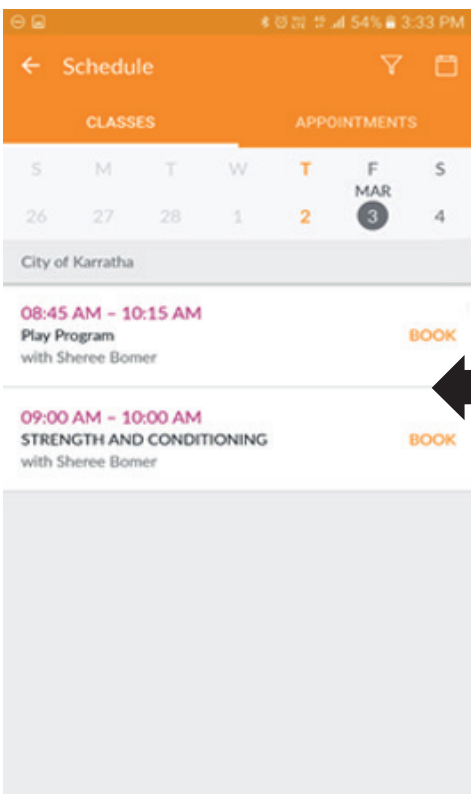 54% 3:33 PM
Schedule
CLASSES APPOINTMENTS
S M T W T F S
MAR
26 27 28 1 2 3 4
City of Karratha
08:45 AM – 10:15 AM
Play Program BOOK
with Sheree Bomer
09:00 AM – 10:00 AM
STRENGTH AND CONDITIONING BOOK
with Sheree Bomer